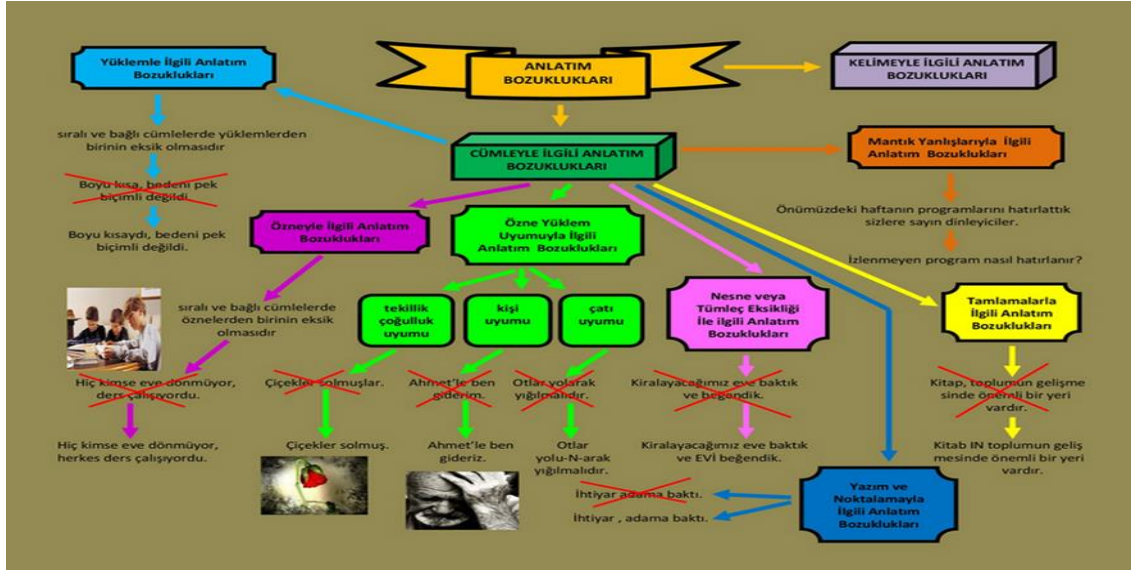 ANLATIM
BOZUKLUKLARI
KELİMEYLE İLGİLİ ANLATIM
BOZUKLUKLARI
Yüklemle İlgili Anlatım
Bozuklukları
sıralı ve bağlı cümlelerde yüklemlerden
birinin eksik olmasıdır
Boyu kısa, bedeni pek
biçimli değildi.
Boyu kısaydı, bedeni pek
biçimli değildi.
CÜMLEYLE İLGİLİ ANLATIM
BOZUKLUKLARI
Mantık Yanlışlarıyla İlgili
Anlatım Bozuklukları
Önümüzdeki haftanın programlarını hatırlattık
sizlere sayın dinleyiciler.
İzlenmeyen program nasıl hatırlanır?
Özneyle İlgili Anlatım
Bozuklukları
sıralı ve bağlı cümlelerde
öznelerden birinin eksik
olmasıdır
Hiç kimse eve dönmüyor,
ders çalışıyordu.
Hiç kimse eve dönmüyor,
herkes ders çalışıyordu.
Özne Yüklem
Uyumuyla İlgili
Anlatım Bozuklukları
tekillik
çoğulluk
uyumu
kişi
uyumu
çatı
uyumu
Çiçekler solmuşlar.
Çiçekler solmuş.
Ahmet'le ben
giderim.
Ahmet'le ben
gideriz.
Otlar yolarak
yığılmalıdır.
Otlar
yolu-N-arak
yığılmalıdır.
Nesne veya
Tümleç Eksikliği
İle ilgili Anlatım
Bozuklukları
Kiralayacağımız eve baktık
ve beğendik.
Kiralayacağımız eve baktık
ve EVİ beğendik.
Tamlamalarla
İlgili Anlatım
Bozuklukları
Kitap, toplumun gelişme
sinde önemli bir yeri
vardır.
Kitab IN toplumun geliş
mesinde önemli bir yeri
vardır.
Yazım ve
Noktalamayla
İlgili Anlatım
Bozuklukları
İhtiyar adama baktı.
İhtiyar , adama baktı.